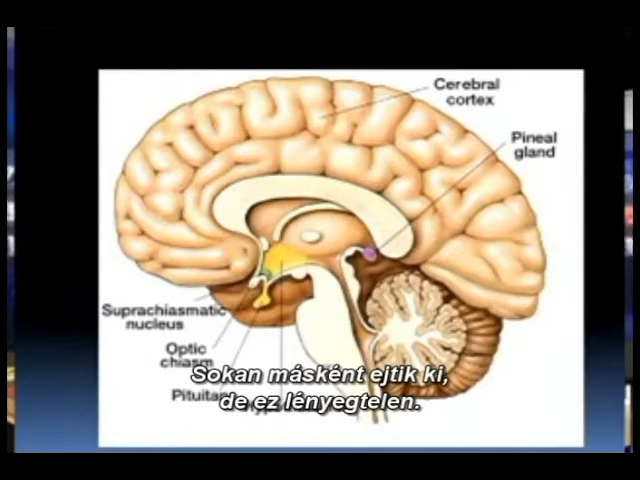 Cerebral
cortex
Pineal
gland
Suprachiasmatic
nucleus
Optic
chiasm
Sokan másként ejtik ki,
de ez lényegtelen.